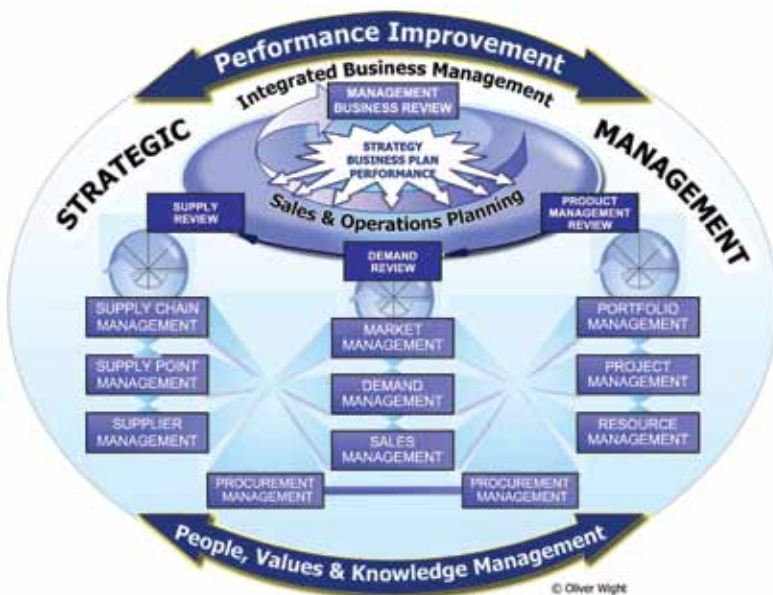 Performance Improvement
Integrated Business Management
MANAGEMENT
BUSINESS REVIEW
STRATEGIC
MANAGEMENT
STRATEGY
BUSINESS PLAN
PERFORMANCE
Sales & Operations Planning
SUPPLY
REVIEW
PRODUCT
MANAGEMENT
REVIEW
DEMAND
REVIEW
SUPPLY CHAIN
MANAGEMENT
MARKET
MANAGEMENT
PORTFOLIO
MANAGEMENT
SUPPLY POINT
MANAGEMENT
DEMAND
MANAGEMENT
PROJECT
MANAGEMENT
SUPPLIER
MANAGEMENT
SALES
MANAGEMENT
RESOURCE
MANAGEMENT
PROCUREMENT
MANAGEMENT
PROCUREMENT
MANAGEMENT
People, Values & Knowledge Management
© Oliver Wight